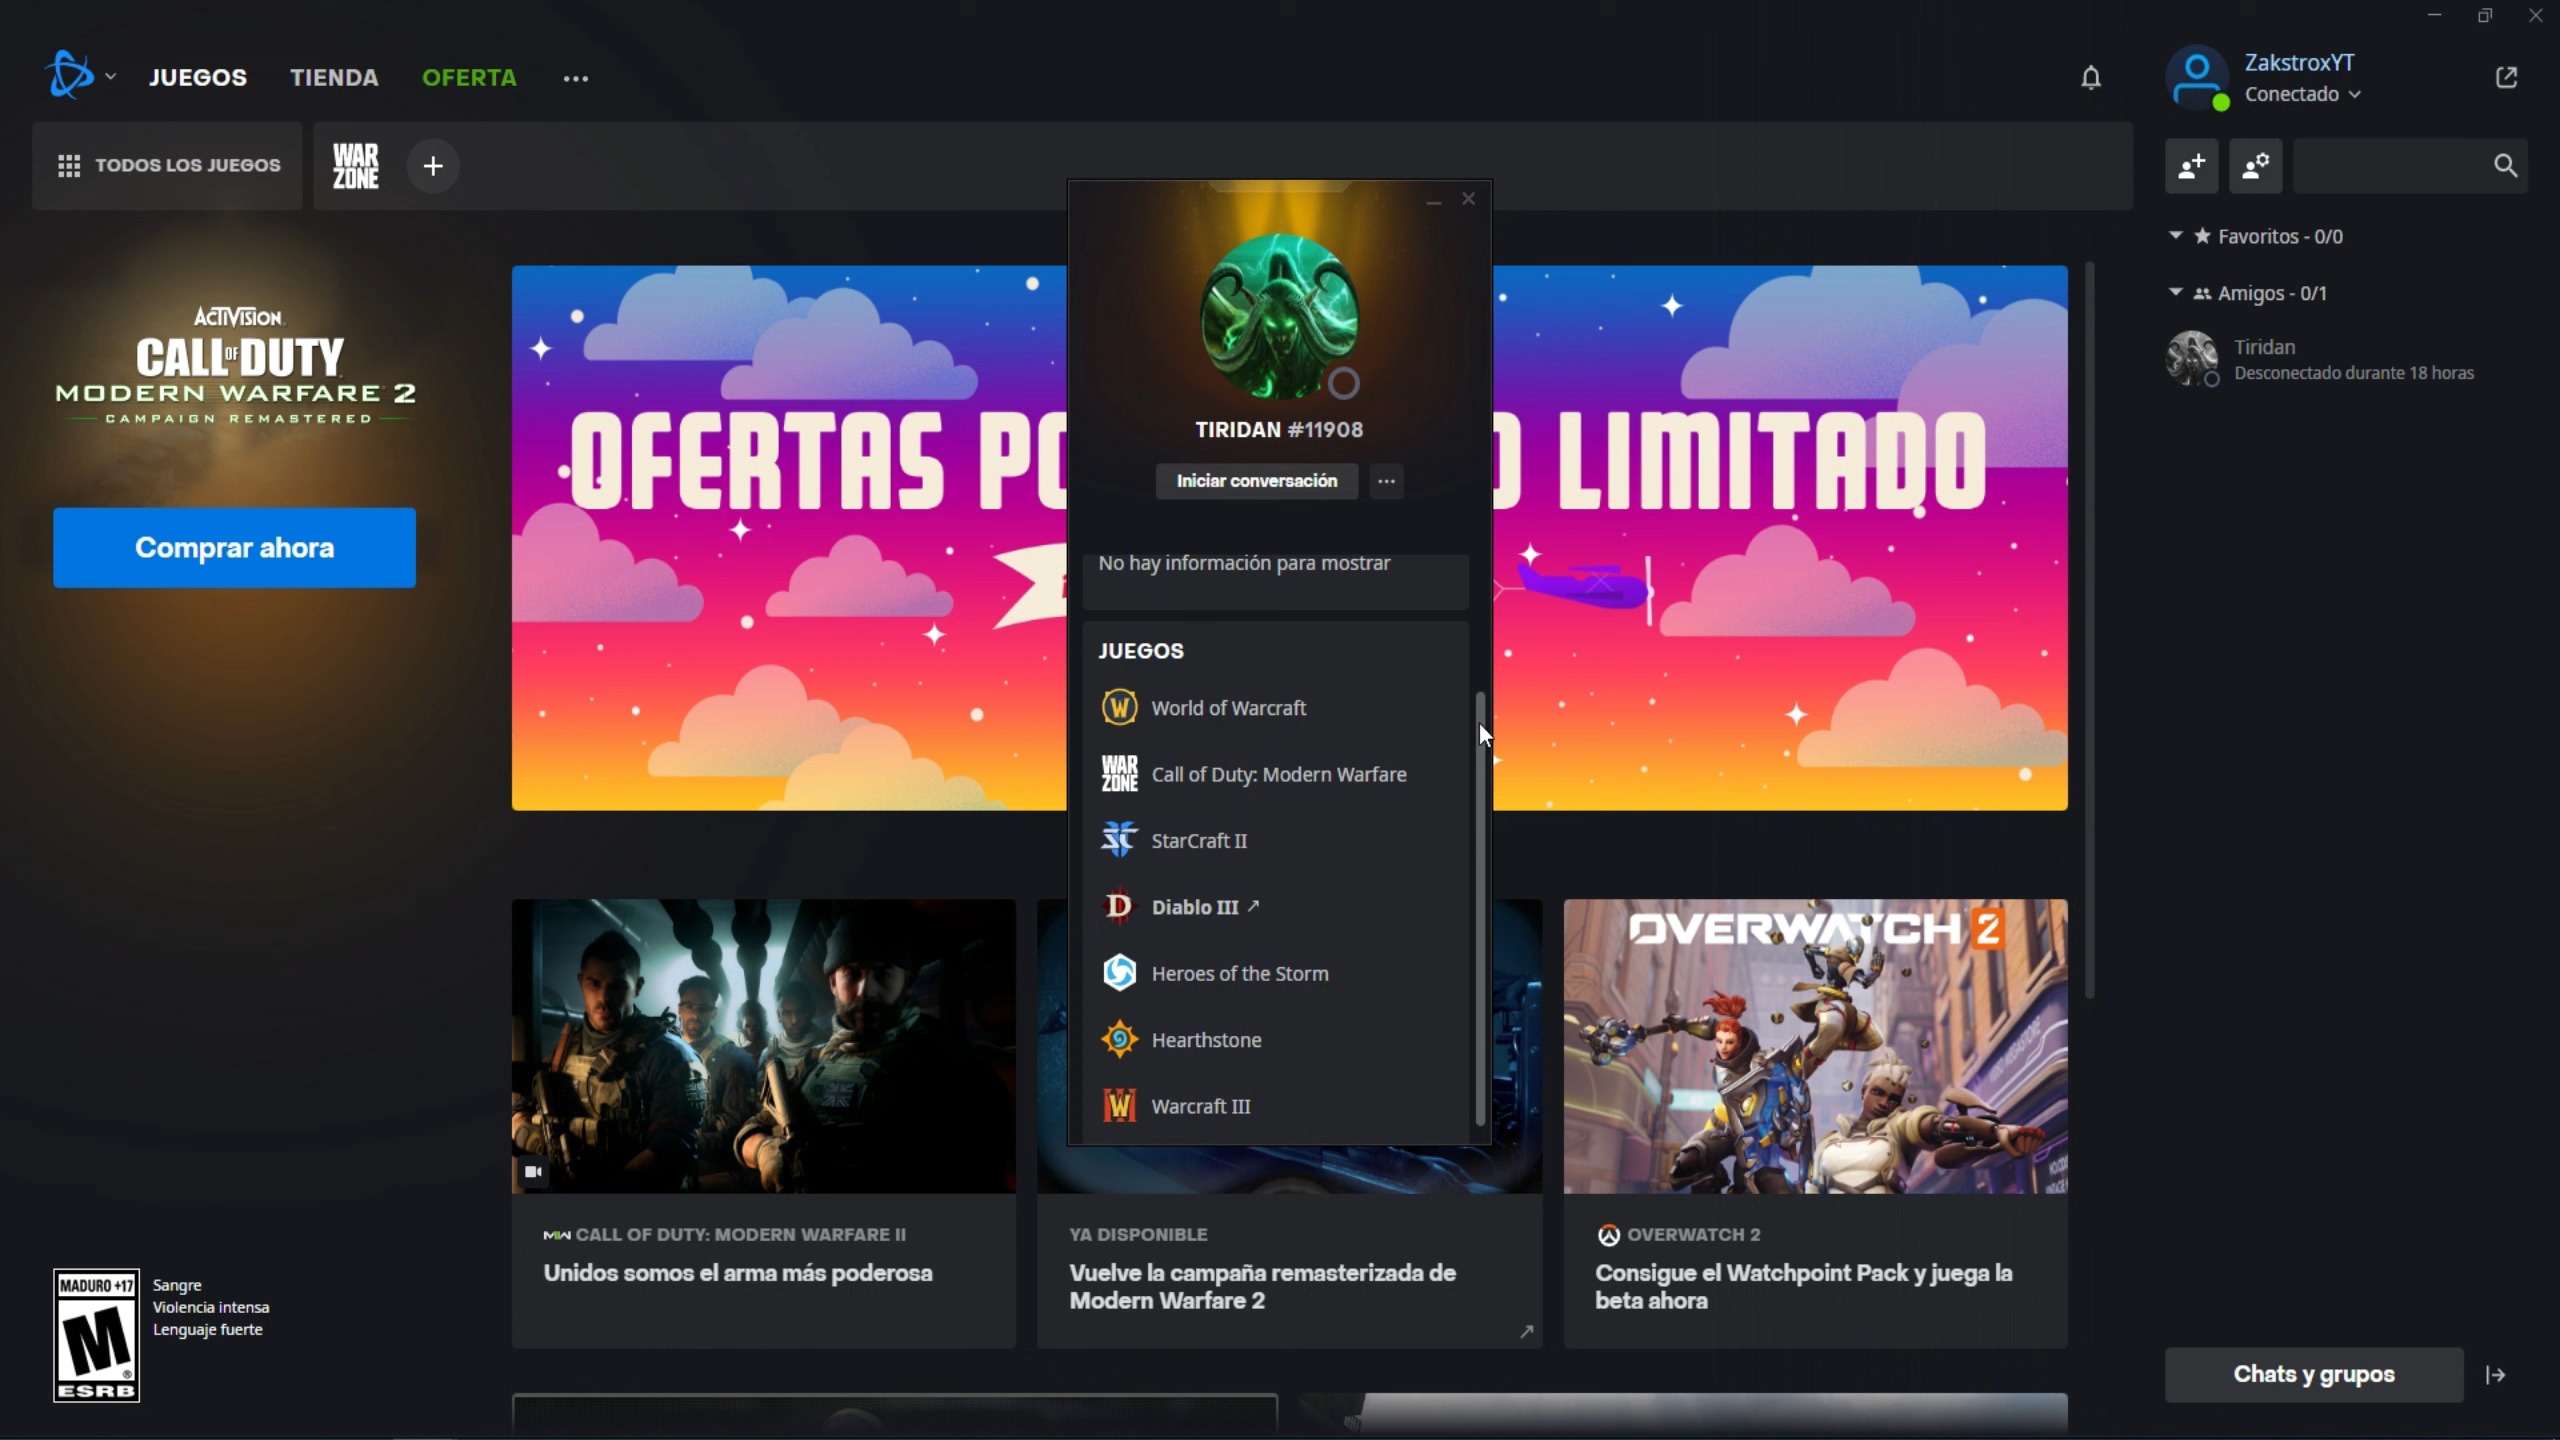 JUEGOS
TIENDA
OFERTA
ZakstroxYT
Conectado
TODOS LOS JUEGOS
WAR
ZONE
Favoritos - 0/0
Amigos - 0/1
Tiridan
Desconectado durante 18 horas
ACTIVISION
CALL OF DUTY
MODERN WARFARE 2
CAMPAIGN REMASTERED
Comprar ahora
OFERTAS PO
O LIMITADO
TIRIDAN #11908
Iniciar conversación
No hay información para mostrar
JUEGOS
World of Warcraft
WAR
ZONE
Call of Duty: Modern Warfare
StarCraft II
Diablo III
Heroes of the Storm
Hearthstone
Warcraft III
OVERWATCH 2
MWII CALL OF DUTY: MODERN WARFARE II
Unidos somos el arma más poderosa
YA DISPONIBLE
Vuelve la campaña remasterizada de
Modern Warfare 2
OVERWATCH 2
Consigue el Watchpoint Pack y juega la
beta ahora
MADURO +17
M
ESRB
Sangre
Violencia intensa
Lenguaje fuerte
Chats y grupos